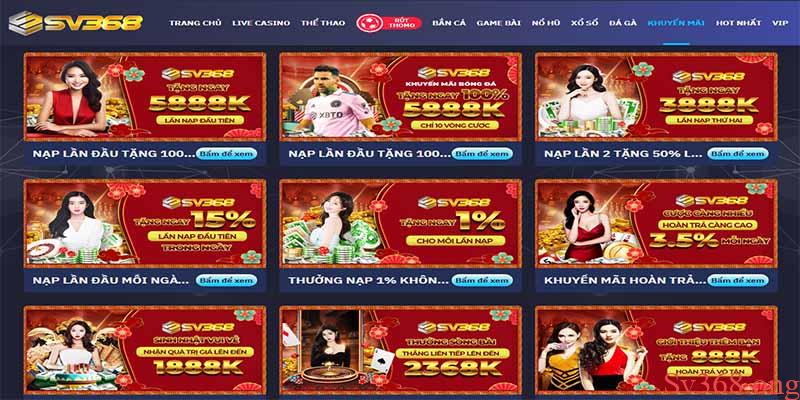 SV368
TRANG CHỦ LIVE CASINO THỂ THAO RÚT THOMO BẮN CÁ GAME BÀI NỔ HŨ XỔ SỐ ĐÁ GÀ KHUYẾN MÃI HOT NHẤT VIP
SV368
TẶNG NGAY
5888K
LẦN NẠP ĐẦU TIÊN
NẠP LẦN ĐẦU TẶNG 100... Bấm để xem
SV368
KHUYẾN MÃI BÓNG ĐÁ
TẶNG NGAY 100%
5888K
CHỈ 10 VÒNG CƯỢC
XBTO
NẠP LẦN ĐẦU TẶNG 100... Bấm để xem
SV368
TẶNG NGAY
3888K
LẦN NẠP THỨ HAI
NẠP LẦN 2 TẶNG 50% L... Bấm để xem
SV368
TẶNG NGAY 15%
LẦN NẠP ĐẦU TIÊN
TRONG NGÀY
NẠP LẦN ĐẦU MỖI NGÀ... Bấm để xem
SV368
TẶNG NGAY 1%
CHO MỖI LẦN NẠP
THƯỞNG NẠP 1% KHÔN... Bấm để xem
SV368
CƯỢC CÀNG NHIỀU
HOÀN TRẢ CÀNG CAO
3.5% MỖI NGÀY
KHUYẾN MÃI HOÀN TRẢ... Bấm để xem
SV368
SINH NHẬT VUI VẺ
NHẬN QUÀ TRỊ GIÁ LÊN ĐẾN
1888K
SV368
THƯỞNG SÒNG BÀI
THẮNG LIÊN TIẾP LÊN ĐẾN
2368K
SV368
GIỚI THIỆU THÊM BẠN
TẶNG 888K
HOÀN TRẢ VÔ TẬN